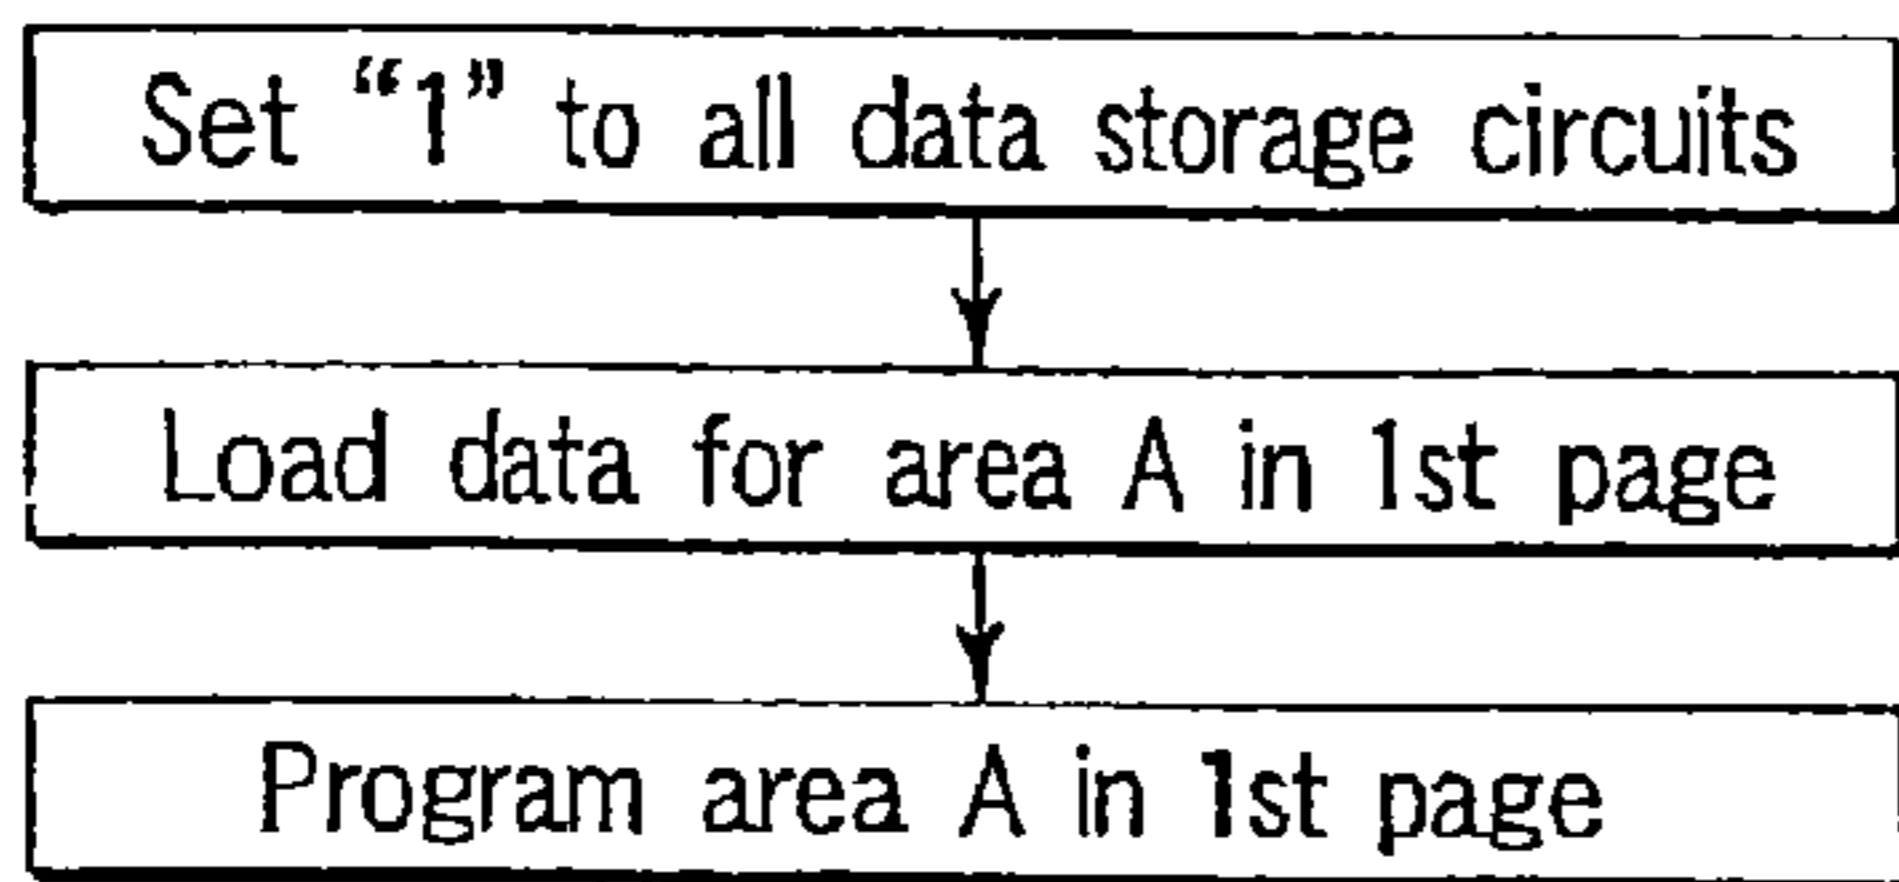 Set “1” to all data storage circuits
Load data for area A in 1st page
Program area A in 1st page